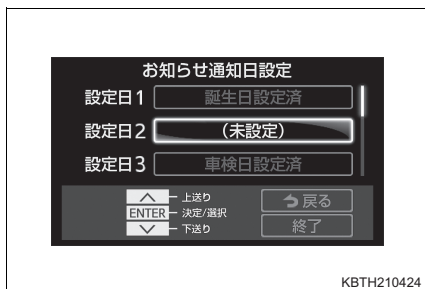 お知らせ通知日設定
設定日1 誕生日設定済
設定日2 (未設定)
設定日3 車検日設定済
上送り
ENTER 決定/選択
下送り
戻る
終了
KBTH210424